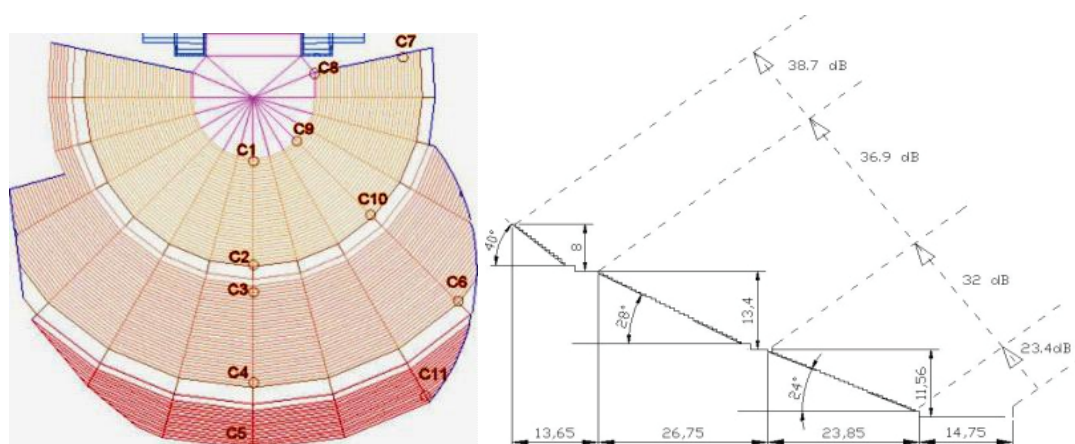 C7
C8
C9
C1
C10
C2
C3
C6
C4
C11
C5
38.7 dB
36.9 dB
32 dB
23.4dB
40°
8
28°
13,4
24°
11,56
13,65
26,75
23,85
14,75